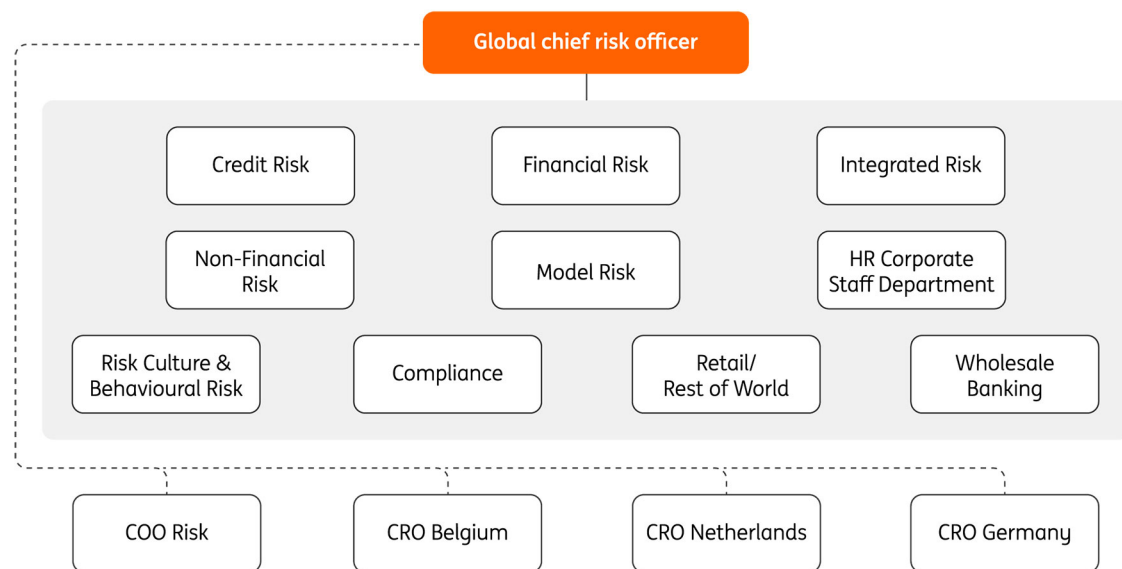 Global chief risk officer
Credit Risk
Financial Risk
Integrated Risk
Non-Financial
Risk
Model Risk
HR Corporate
Staff Department
Risk Culture &
Behavioural Risk
Compliance
Retail/
Rest of World
Wholesale
Banking
COO Risk
CRO Belgium
CRO Netherlands
CRO Germany